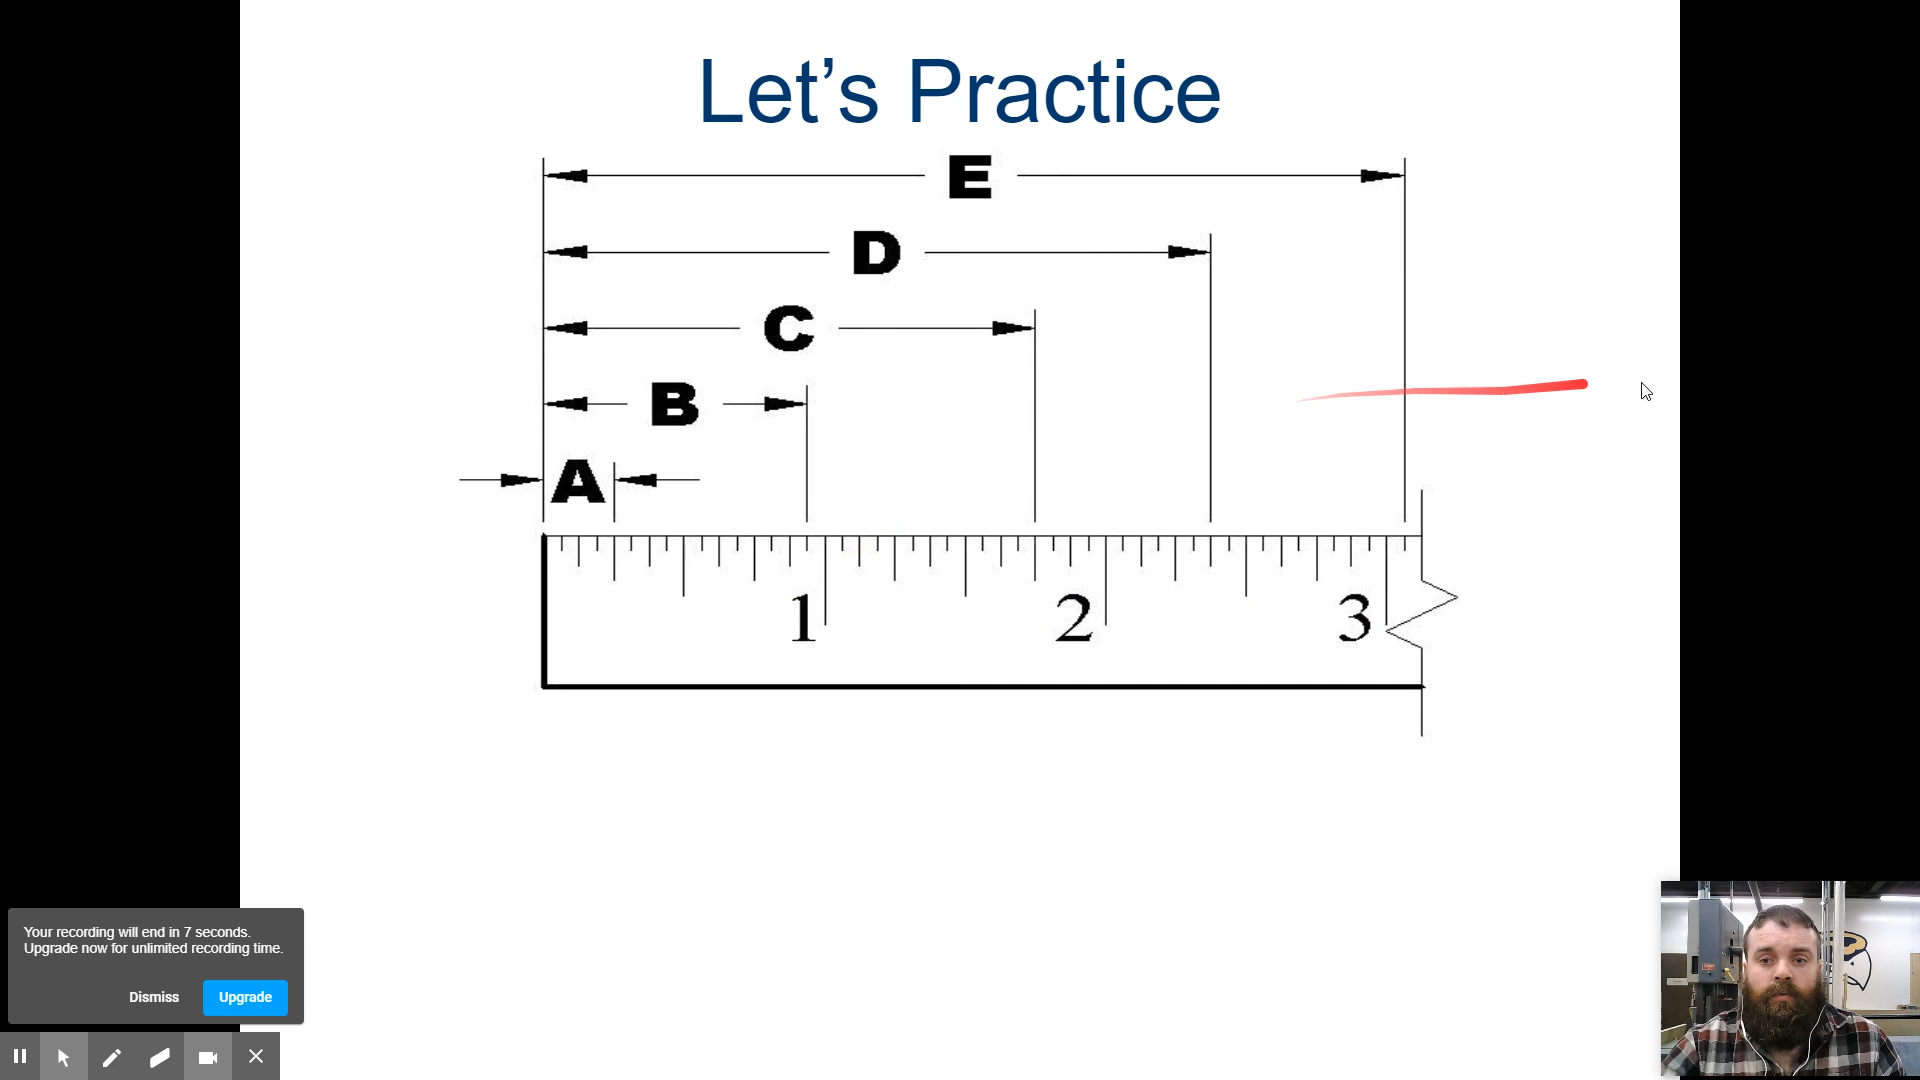 Let’s Practice
E
D
C
B
A
1 2 3
Your recording will end in 7 seconds.
Upgrade now for unlimited recording time.
Dismiss Upgrade